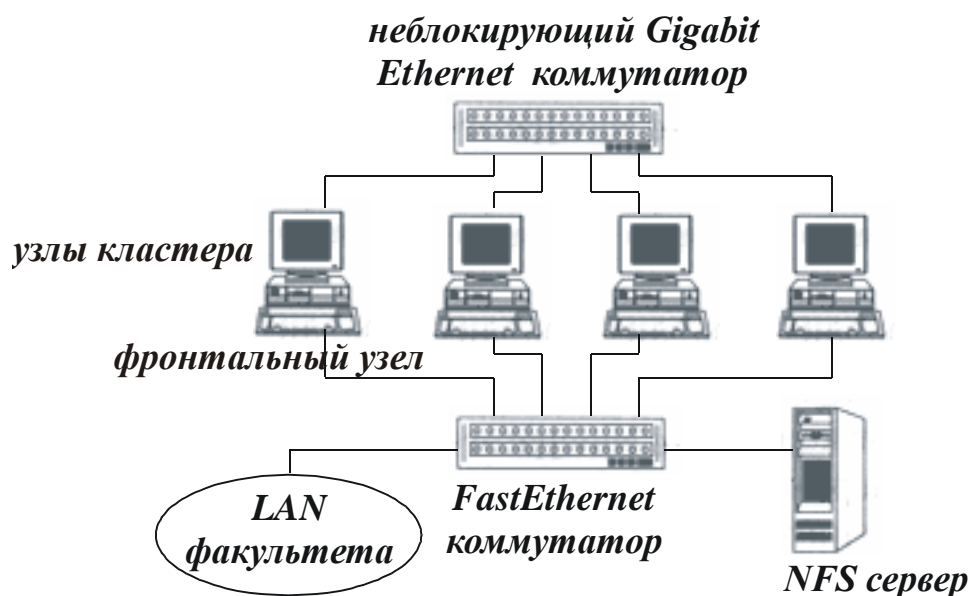 неблокирующий Gigabit
Ethernet коммутатор
узлы кластера
фронтальный узел
LAN
факультета
FastEthernet
коммутатор
NFS сервер